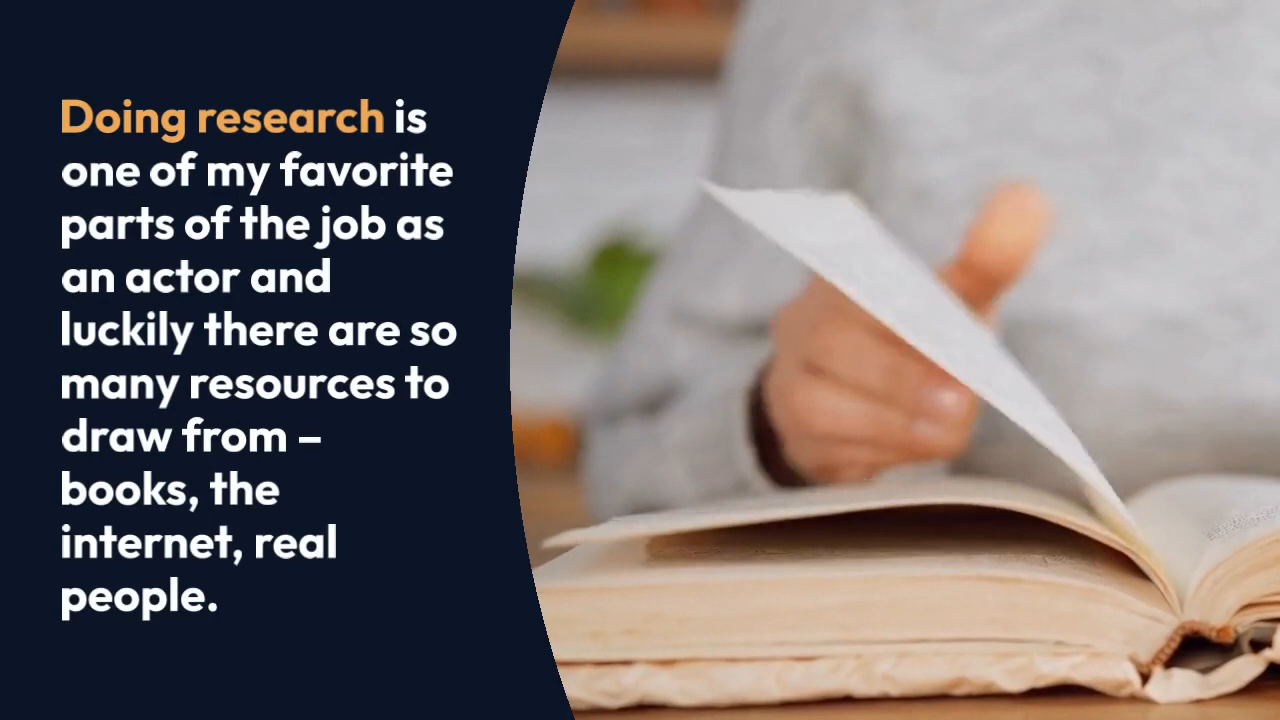 Doing research is
one of my favorite
parts of the job as
an actor and
luckily there are so
many resources to
draw from –
books, the
internet, real
people.